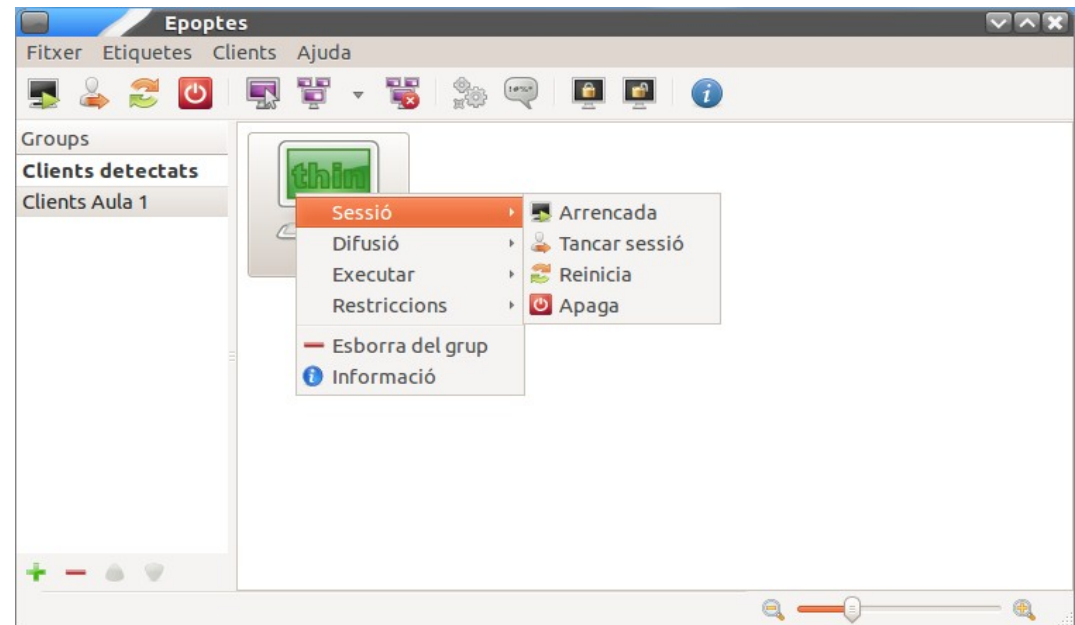 Epoptes
Fitxer Etiquetes Clients Ajuda
Groups
Clients detectats
Clients Aula 1
thin
Sessió
Difusió
Executar
Restriccions
Esborra del grup
Informació
Arrencada
Tancar sessió
Reinicia
Apaga